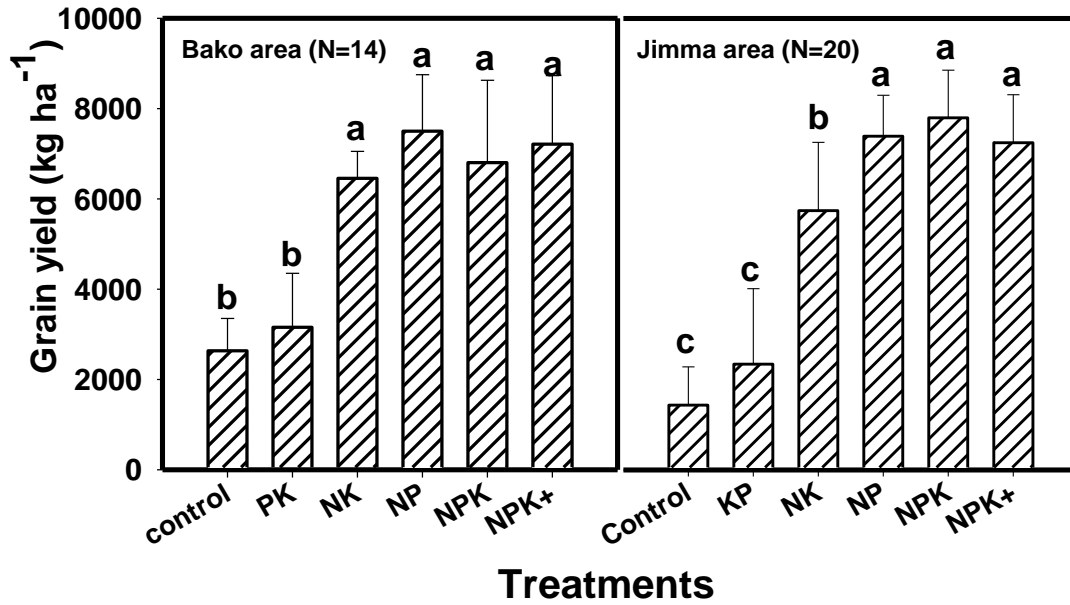 Grain yield (kg ha-1)
10000
8000
6000
4000
2000
0
Bako area (N=14)
b
b
a
a
a
a
control
PK
NK
NP
NPK
NPK+
Jimma area (N=20)
c
c
b
a
a
a
Control
KP
NK
NP
NPK
NPK+
Treatments